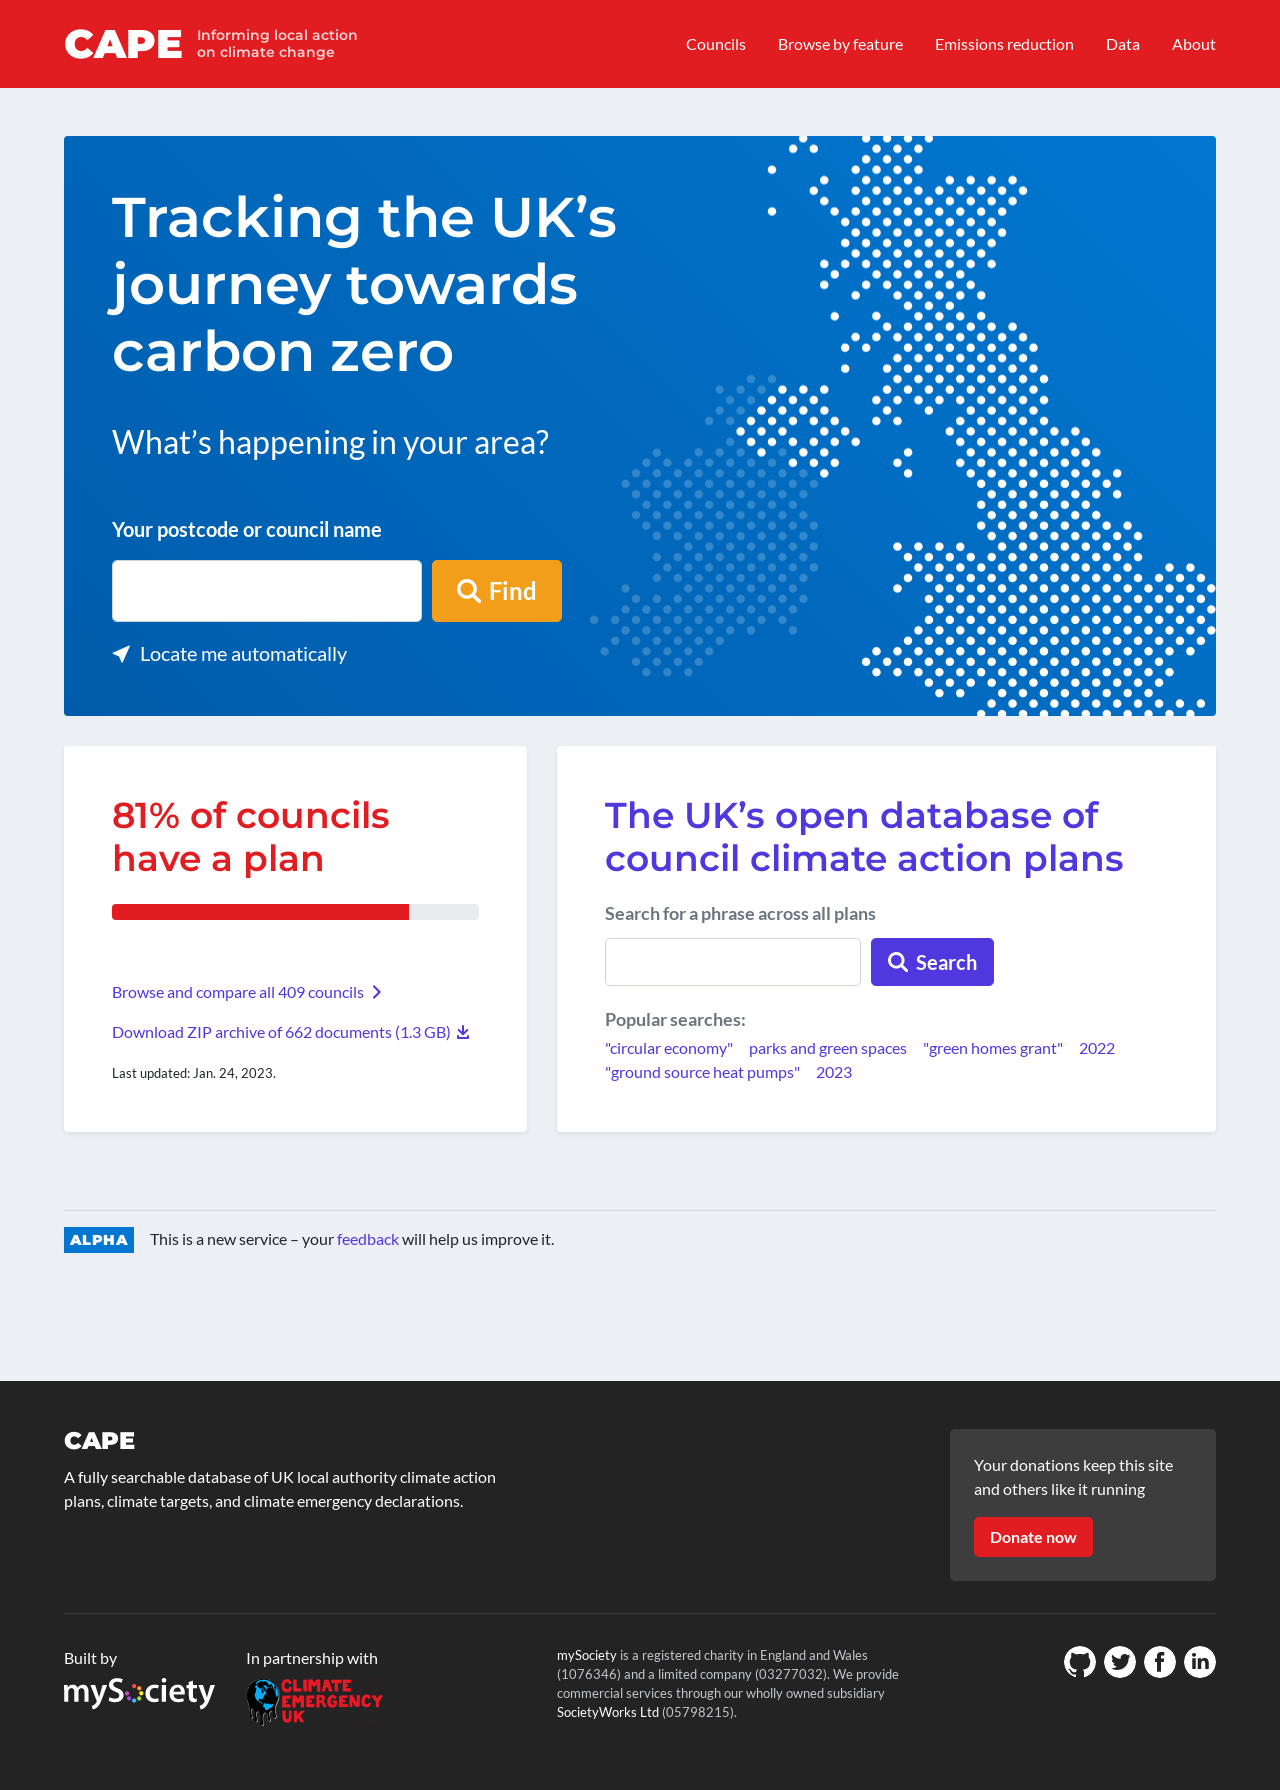 CAPE
Informing local action
on climate change
Councils
Browse by feature
Emissions reduction
Data
About
Tracking the UK’s
journey towards
carbon zero
What’s happening in your area?
Your postcode or council name
Find
Locate me automatically
81% of councils
have a plan
Browse and compare all 409 councils
Download ZIP archive of 662 documents (1.3 GB)
Last updated: Jan. 24, 2023.
The UK’s open database of
council climate action plans
Search for a phrase across all plans
Search
Popular searches:
"circular economy" parks and green spaces "green homes grant" 2022
"ground source heat pumps" 2023
ALPHA
This is a new service – your feedback will help us improve it.
CAPE
A fully searchable database of UK local authority climate action
plans, climate targets, and climate emergency declarations.
Your donations keep this site
and others like it running
Donate now
Built by
mySociety
In partnership with
CLIMATE
EMERGENCY
UK
mySociety is a registered charity in England and Wales
(1076346) and a limited company (03277032). We provide
commercial services through our wholly owned subsidiary
SocietyWorks Ltd (05798215).